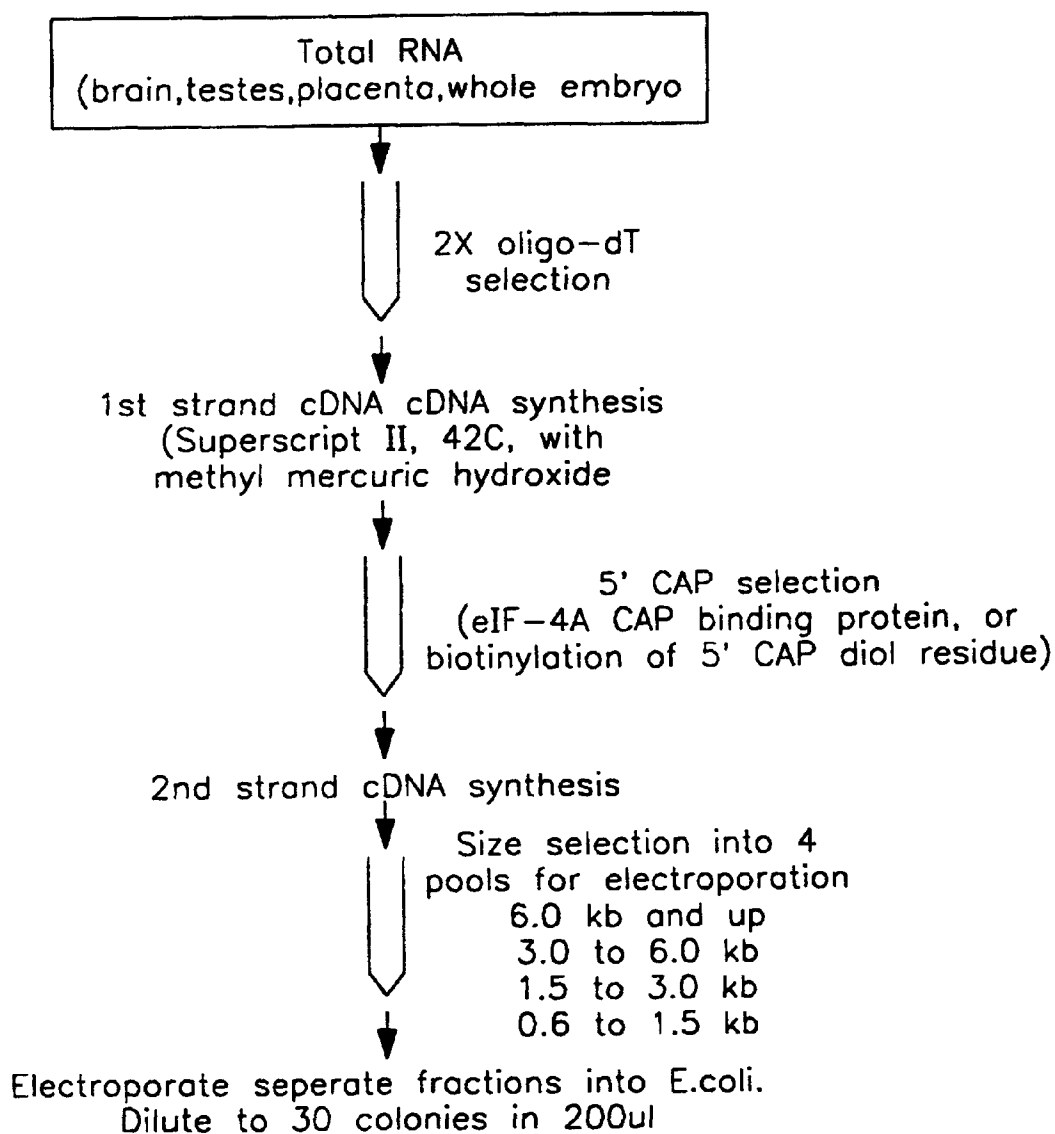 Total RNA
(brain,testes,placenta,whole embryo
2X oligo-dT
selection
1st strand cDNA cDNA synthesis
(Superscript II, 42C, with
methyl mercuric hydroxide
5' CAP selection
(eIF-4A CAP binding protein, or
biotinylation of 5' CAP diol residue)
2nd strand cDNA synthesis
Size selection into 4
pools for electroporation
6.0 kb and up
3.0 to 6.0 kb
1.5 to 3.0 kb
0.6 to 1.5 kb
Electroporate seperate fractions into E.coli.
Dilute to 30 colonies in 200ul